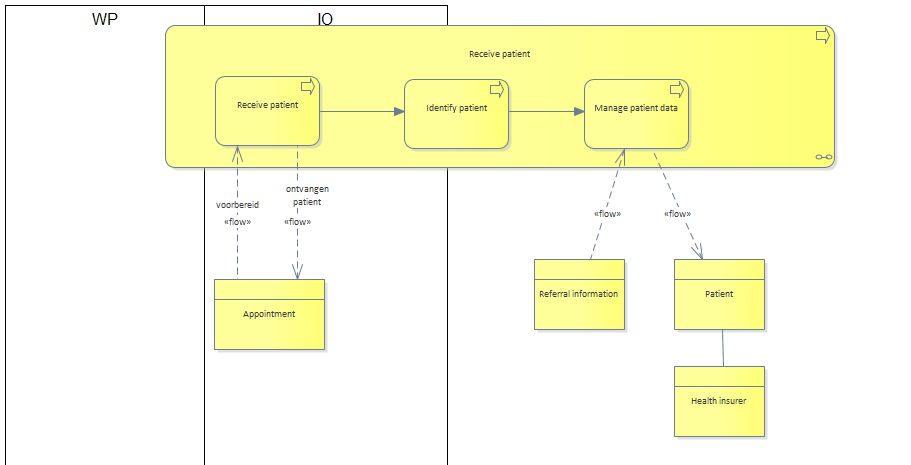 WP
IO
Receive patient
Receive patient
Identify patient
Manage patient data
voorbereid
«flow»
ontvangen
patient
«flow»
«flow»
«flow»
Appointment
Referral information
Patient
Health insurer